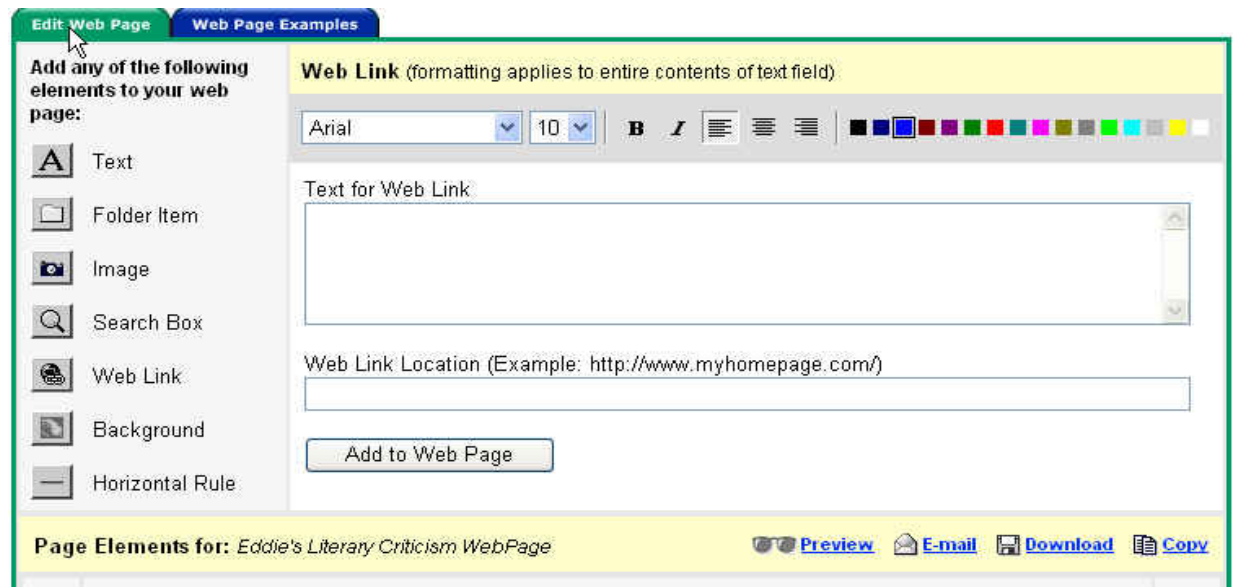 Edit Web Page
Web Page Examples
Add any of the following
elements to your web
page:
A Text
Folder Item
Image
Search Box
Web Link
Background
Horizontal Rule
Web Link (formatting applies to entire contents of text field)
Arial
10
B I
Text for Web Link
Web Link Location (Example: http://www.myhomepage.com/)
Add to Web Page
Page Elements for: Eddie's Literary Criticism WebPage
Preview E-mail Download Copy